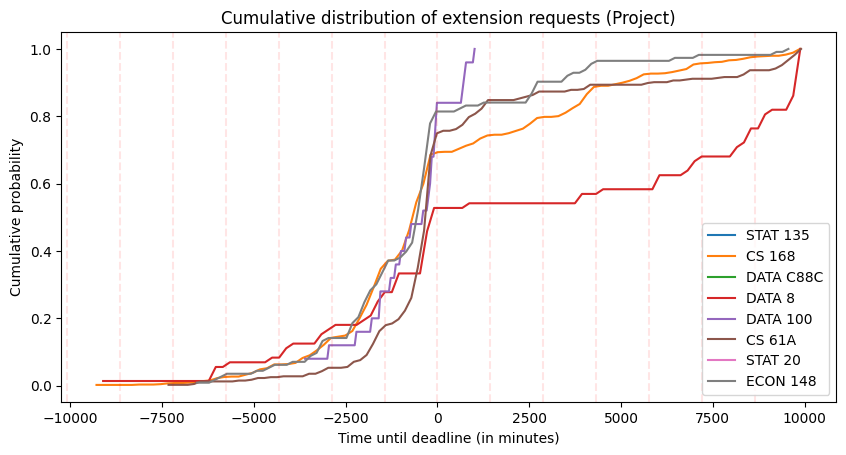 Cumulative distribution of extension requests (Project)
Cumulative probability
1.0
0.8
0.6
0.4
0.2
0.0
STAT 135
CS 168
DATA C88C
DATA 8
DATA 100
CS 61A
STAT 20
ECON 148
−10000 −7500 −5000 −2500 0 2500 5000 7500 10000
Time until deadline (in minutes)